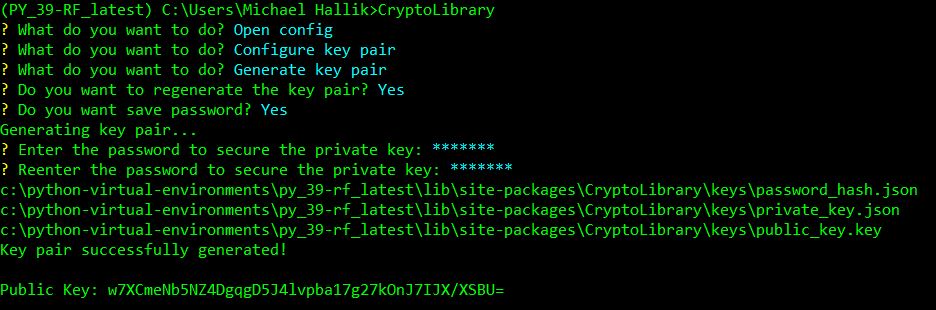 (PY_39-RF_latest) C:\Users\Michael Hallik>CryptoLibrary
? What do you want to do? Open config
? What do you want to do? Configure key pair
? What do you want to do? Generate key pair
? Do you want to regenerate the key pair? Yes
? Do you want save password? Yes
Generating key pair...
? Enter the password to secure the private key: *******
? Reenter the password to secure the private key: *******
c:\python-virtual-environments\py_39-rf_latest\lib\site-packages\CryptoLibrary\keys\password_hash.json
c:\python-virtual-environments\py_39-rf_latest\lib\site-packages\CryptoLibrary\keys\private_key.json
c:\python-virtual-environments\py_39-rf_latest\lib\site-packages\CryptoLibrary\keys\public_key.key
Key pair successfully generated!
Public Key: w7XCmeNb5NZ4DgqgD5J4lvpba17g27kOnJ7IJX/XSBU=